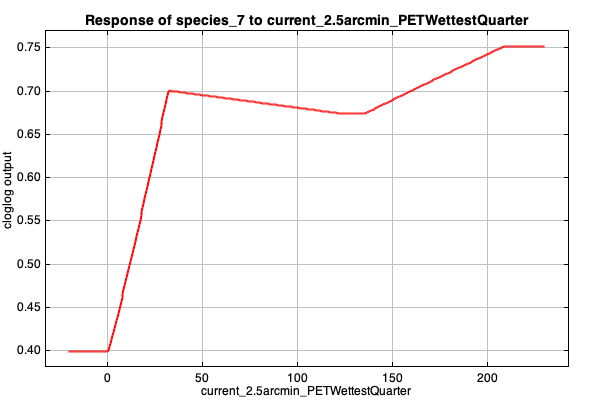 Response of species_7 to current_2.5arcmin_PETWettestQuarter
0.75
0.70
0.65
0.60
0.55
0.50
0.45
0.40
cloglog output
0 50 100 150 200
current_2.5arcmin_PETWettestQuarter